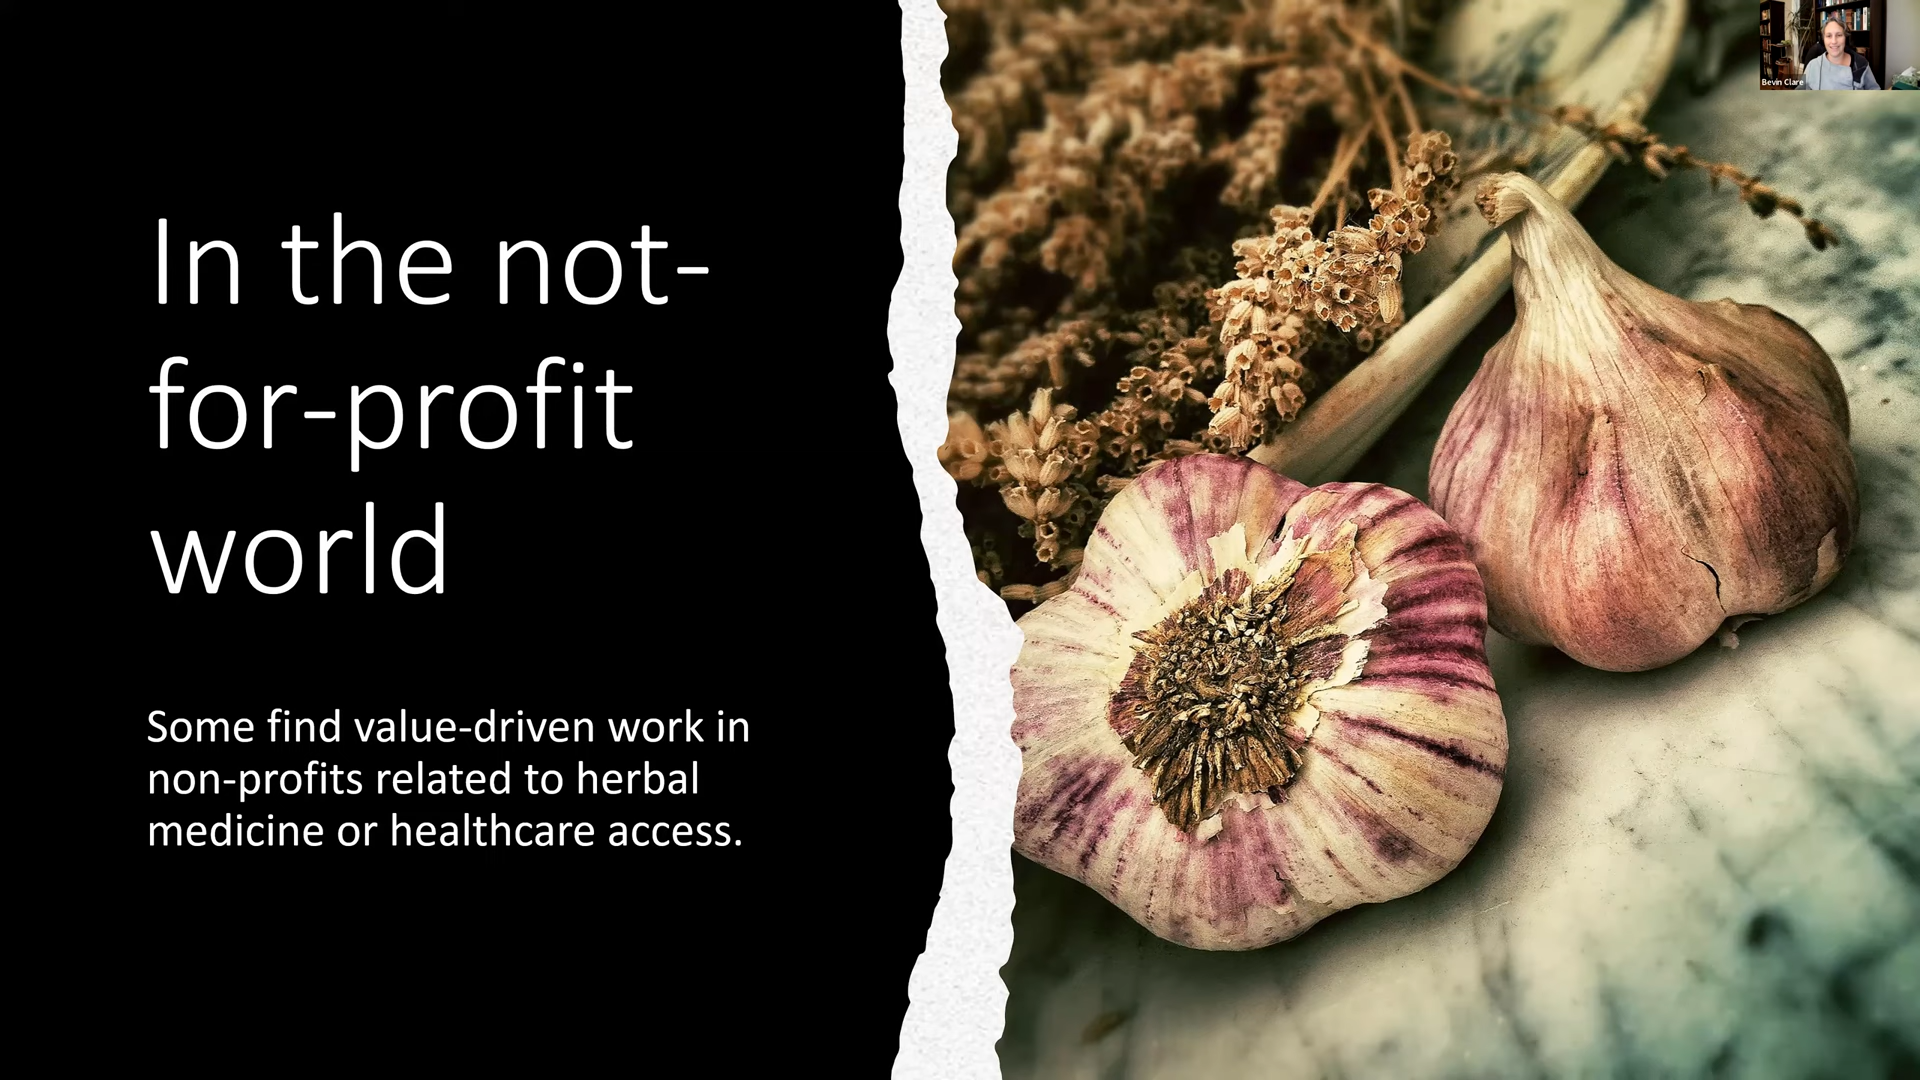 In the not-
for-profit
world
Some find value-driven work in
non-profits related to herbal
medicine or healthcare access.
Bevin Clare